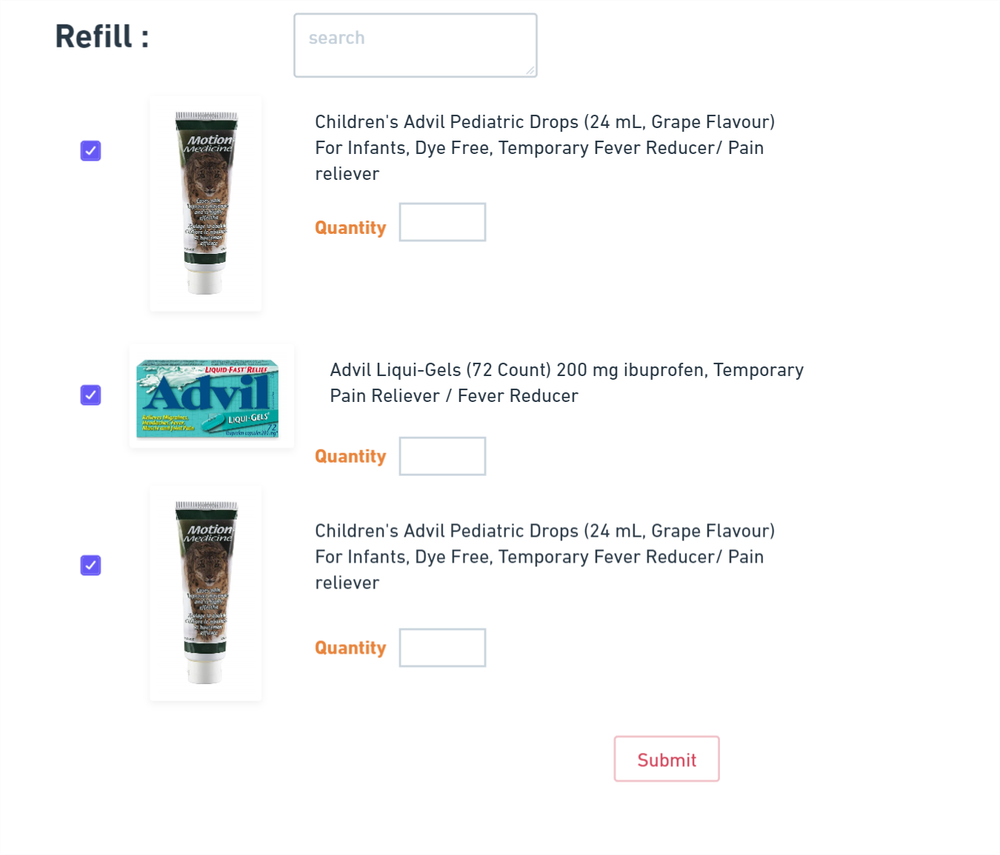 Refill :
search
Motion
Medicine
Children's Advil Pediatric Drops (24 mL, Grape Flavour)
For Infants, Dye Free, Temporary Fever Reducer/ Pain
reliever
Quantity
LIQUID FAST RELIEF
Advil
Relieves Migraines,
Headaches, Fever,
Muscle and Joint Pain
LIQUI-GELS
72
Advil Liqui-Gels (72 Count) 200 mg ibuprofen, Temporary
Pain Reliever / Fever Reducer
Quantity
Motion
Medicine
Children's Advil Pediatric Drops (24 mL, Grape Flavour)
For Infants, Dye Free, Temporary Fever Reducer/ Pain
reliever
Quantity
Submit